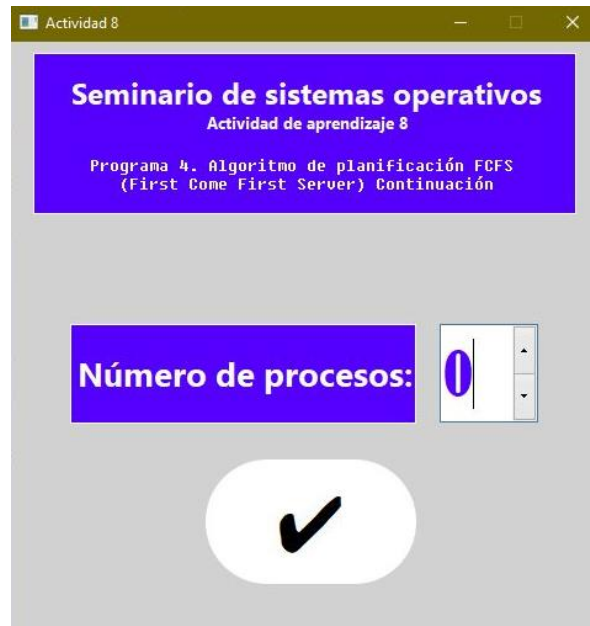 Actividad 8
Seminario de sistemas operativos
Actividad de aprendizaje 8
Programa 4. Algoritmo de planificación FCFS
(First Come First Server) Continuación
Número de procesos:
0